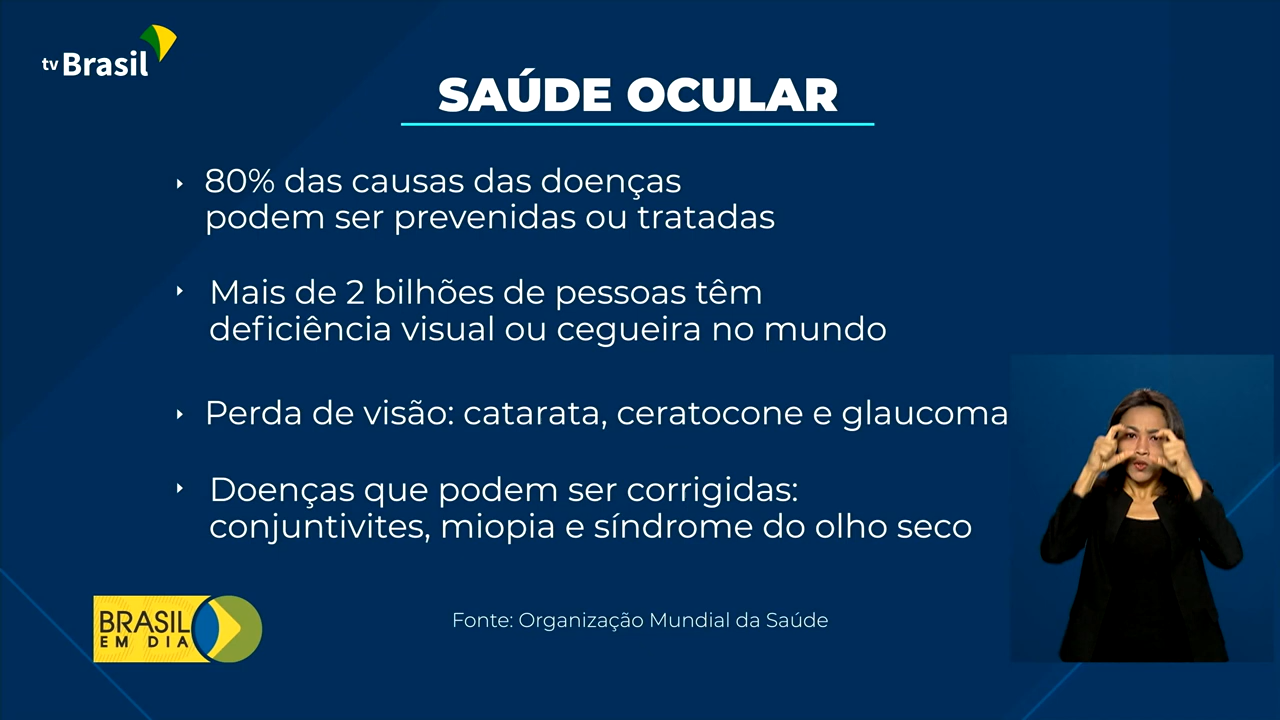 tv Brasil
SAÚDE OCULAR
80% das causas das doenças
podem ser prevenidas ou tratadas
Mais de 2 bilhões de pessoas têm
deficiência visual ou cegueira no mundo
Perda de visão: catarata, ceratocone e glaucoma
Doenças que podem ser corrigidas:
conjuntivites, miopia e síndrome do olho seco
BRASIL
EM DIA
Fonte: Organização Mundial da Saúde